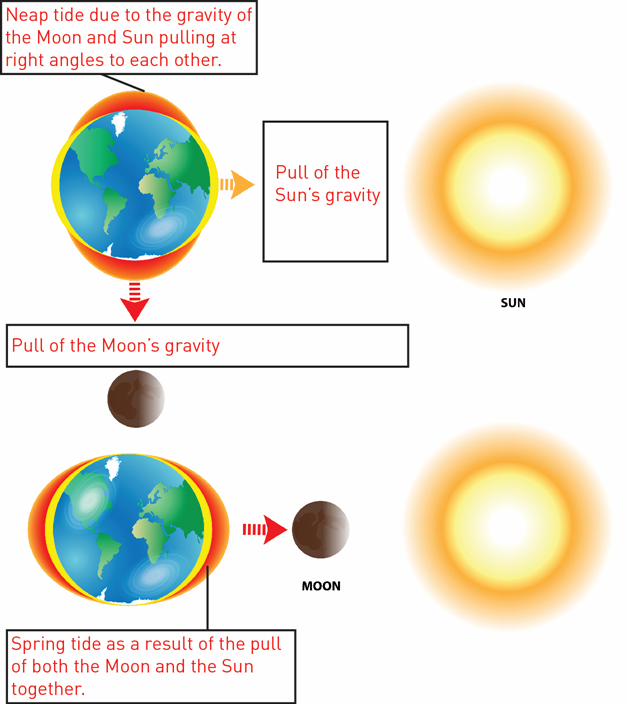 Neap tide due to the gravity of
the Moon and Sun pulling at
right angles to each other.
Pull of the
Sun’s gravity
SUN
Pull of the Moon’s gravity
MOON
Spring tide as a result of the pull
of both the Moon and the Sun
together.